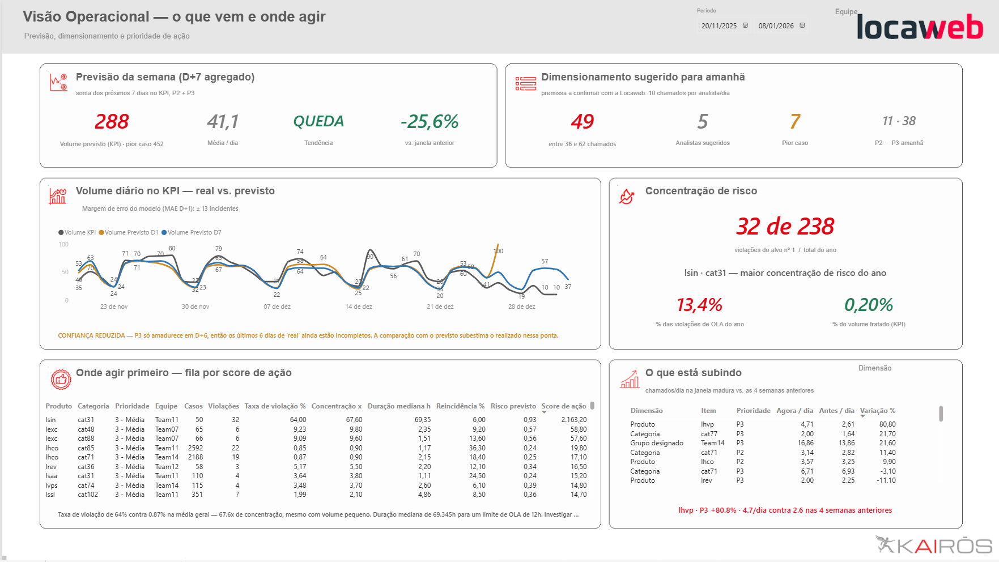 Visão Operacional — o que vem e onde agir
Previsão, dimensionamento e prioridade de ação
Período
20/11/2025 08/01/2026
Equipe
locaweb
Previsão da semana (D+7 agregado)
soma dos próximos 7 dias no KPI, P2 + P3
288 41,1 QUEDA -25,6%
Volume previsto (KPI) · pior caso 452 Média / dia Tendência vs. janela anterior
Dimensionamento sugerido para amanhã
premissa a confirmar com a Locaweb: 10 chamados por analista/dia
49 5 7 11 · 38
entre 36 e 62 chamados Analistas sugeridos Pior caso P2 · P3 amanhã
Volume diário no KPI — real vs. previsto
Margem de erro do modelo (MAE D+1): ± 13 incidentes
Volume KPI Volume Previsto D1 Volume Previsto D7
100
50
0
53 63 70 49 35 24 24 24 71 70 71 70 80 23 32 23 79 63 67 21 22 74 58 64 64 20 25 22 90 56 61 70 20 33 20 53 60 59 41 100 19 57 10 10 37
23 de nov 30 de nov 07 de dez 14 de dez 21 de dez 28 de dez
CONFIANÇA REDUZIDA — P3 só amadurece em D+6, então os últimos 6 dias de 'real' ainda estão incompletos. A comparação com o previsto subestima o realizado nessa ponta.
Concentração de risco
32 de 238
violações do alvo nº 1 / total do ano
lsin · cat31 — maior concentração de risco do ano
13,4% 0,20%
% das violações de OLA do ano % do volume tratado (KPI)
Onde agir primeiro — fila por score de ação
Produto Categoria Prioridade Equipe Casos Violações Taxa de violação % Concentração x Duração mediana h Reincidência % Risco previsto Score de ação
lsin cat31 3 - Média Team11 50 32 64,00 67,60 69,35 6,00 0,93 2.163,20
lexc cat48 3 - Média Team07 65 6 9,23 9,80 2,35 9,20 0,57 58,80
lexc cat88 3 - Média Team07 66 6 9,09 9,60 1,51 13,60 0,56 57,60
lhco cat85 3 - Média Team11 2592 22 0,85 0,90 1,17 36,30 0,24 19,80
lhco cat71 3 - Média Team14 2188 19 0,87 0,90 2,15 18,40 0,25 17,10
lrev cat36 3 - Média Team12 58 3 5,17 5,50 2,20 12,10 0,34 16,50
lsaa cat31 3 - Média Team11 110 4 3,64 3,80 1,11 24,50 0,24 15,20
lvps cat74 3 - Média Team14 115 4 3,48 3,70 2,60 6,10 0,39 14,80
lssl cat102 3 - Média Team11 351 7 1,99 2,10 4,86 8,50 0,36 14,70
Taxa de violação de 64% contra 0.87% na média geral — 67.6x de concentração, mesmo com volume pequeno. Duração mediana de 69.345h para um limite de OLA de 12h. Investigar ...
O que está subindo
Dimensão
chamados/dia na janela madura vs. as 4 semanas anteriores
Dimensão Item Prioridade Agora / dia Antes / dia Variação %
Produto lhvp P3 4,71 2,61 80,80
Categoria cat77 P3 2,00 1,64 21,70
Grupo designado Team14 P3 16,86 13,86 21,60
Categoria cat71 P2 3,14 2,82 11,40
Produto lhco P2 3,57 3,25 9,90
Categoria cat71 P3 6,71 6,93 -3,10
Produto lrev P3 2,00 2,25 -11,10
lhvp · P3 +80.8% · 4.7/dia contra 2.6 nas 4 semanas anteriores
KAIRÓS